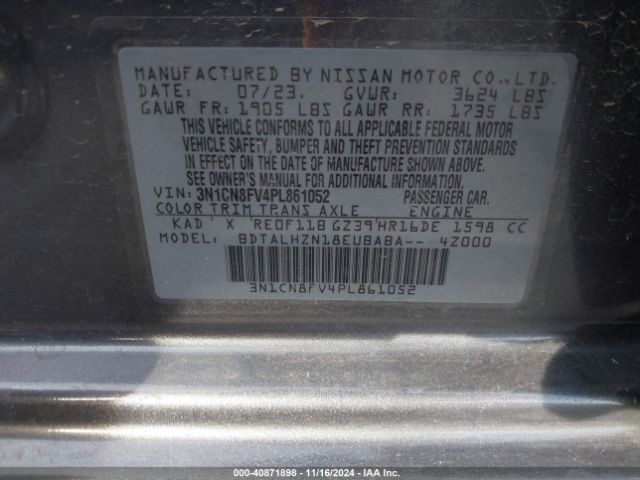 MANUFACTURED BY NISSAN MOTOR CO., LTD.
DATE: 07/23. GVWR: 3624 LBS
GAWR FR: 1905 LBS GAWR RR: 1735 LBS
THIS VEHICLE CONFORMS TO ALL APPLICABLE FEDERAL MOTOR
VEHICLE SAFETY, BUMPER AND THEFT PREVENTION STANDARDS
IN EFFECT ON THE DATE OF MANUFACTURE SHOWN ABOVE.
SEE OWNER'S MANUAL FOR ADDITIONAL INFORMATION.
VIN: 3N1CN8FV4PL861052 PASSENGER CAR.
COLOR TRIM TRANS AXLE ENGINE
KAD X RE0F11B GZ39 HR16DE 1598 CC
MODEL: BDTALHZN18EUBABA-- 4Z000
3N1CN8FV4PL861052
00-40871898 | 11/16/2024 - IAA Inc.